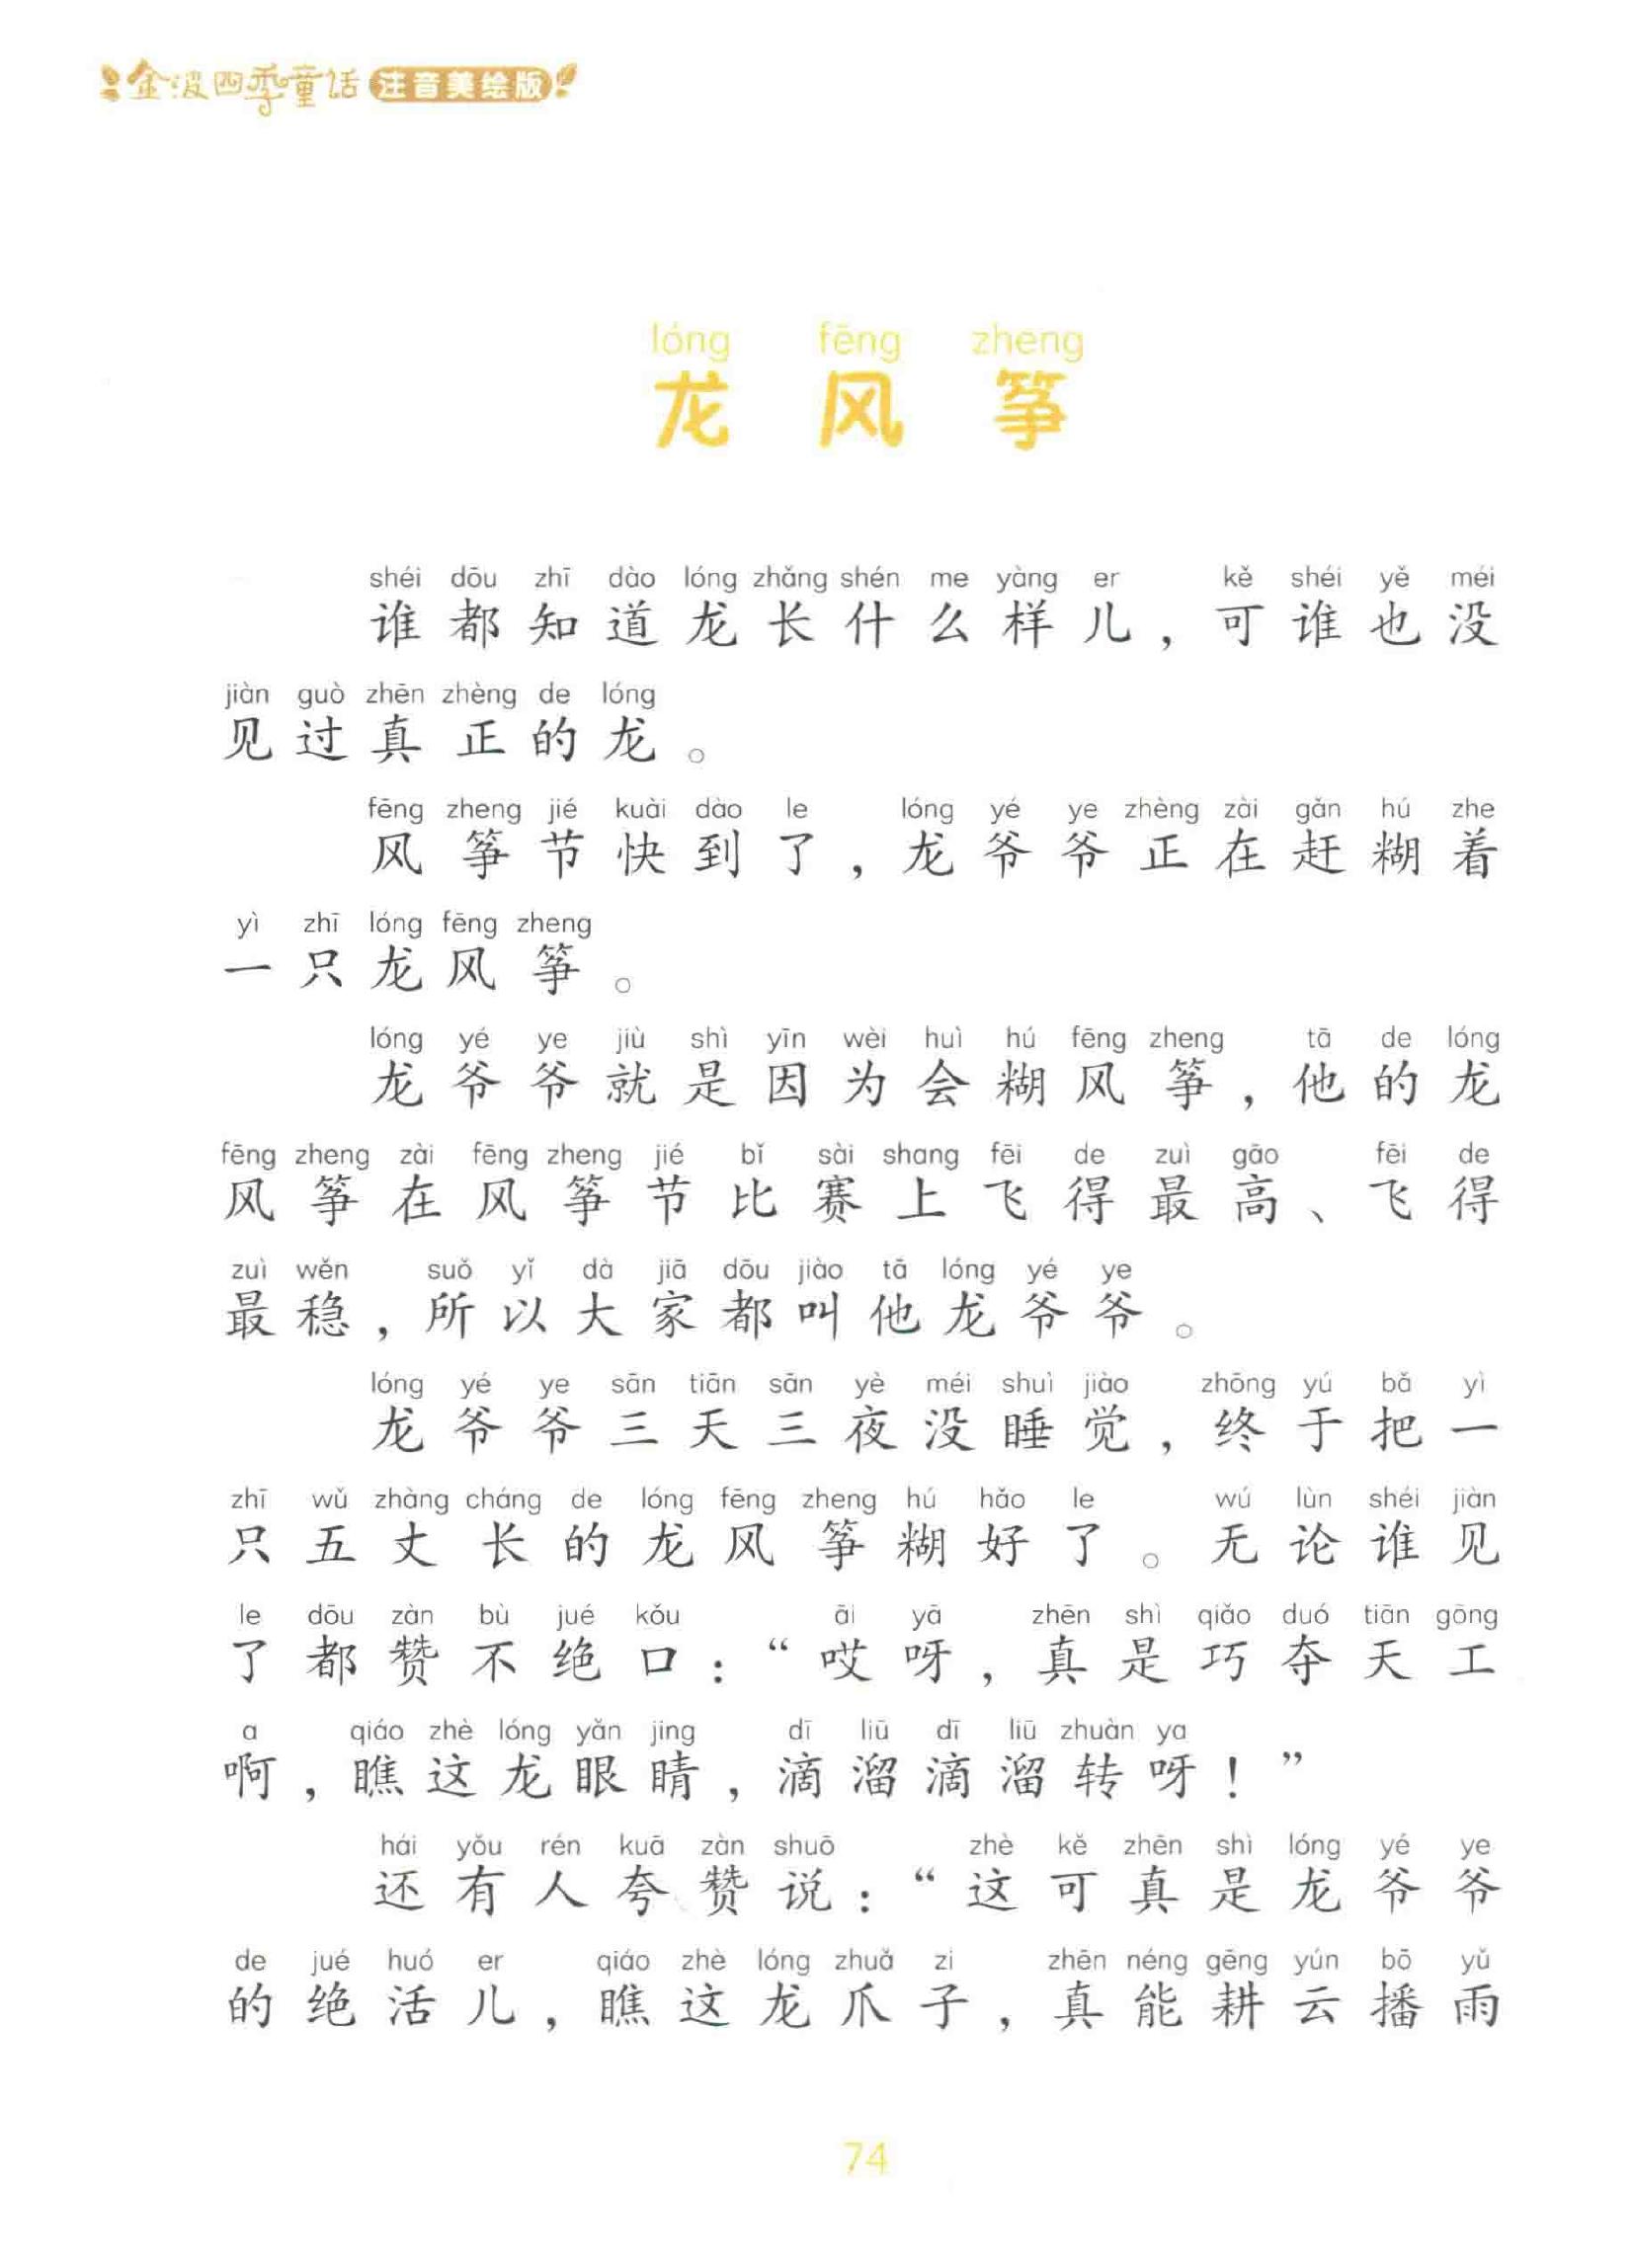 金波四季童话 注音美绘版
lóng fēng zheng
龙风筝
shéi dōu zhī dào lóng zhǎng shén me yàng er kě shéi yě méi
谁都知道龙长什么样儿，可谁也没
jiàn guò zhēn zhèng de lóng
见过真正的龙。
fēng zheng jié kuài dào le lóng yé ye zhèng zài gǎn hú zhe
风筝节快到了，龙爷爷正在赶糊着
yì zhī lóng fēng zheng
一只龙风筝。
lóng yé ye jiù shì yīn wèi huì hú fēng zheng tā de lóng
龙爷爷就是因为会糊风筝，他的龙
fēng zheng zài fēng zheng jié bǐ sài shang fēi de zuì gāo fēi de
风筝在风筝节比赛上飞得最高、飞得
zuì wěn suǒ yǐ dà jiā dōu jiào tā lóng yé ye
最稳，所以大家都叫他龙爷爷。
lóng yé ye sān tiān sān yè méi shuì jiào zhōng yú bǎ yì
龙爷爷三天三夜没睡觉，终于把一
zhī wǔ zhàng cháng de lóng fēng zheng hú hǎo le wú lùn shéi jiàn
只五丈长的龙风筝糊好了。无论谁见
le dōu zàn bù jué kǒu āi yā zhēn shì qiǎo duó tiān gōng
了都赞不绝口：“哎呀，真是巧夺天工
a qiáo zhè lóng yǎn jing dī liū dī liū zhuàn ya
啊，瞧这龙眼睛，滴溜滴溜转呀！”
hái yǒu rén kuā zàn shuō zhè kě zhēn shì lóng yé ye
还有人夸赞说：“这可真是龙爷爷
de jué huó er qiáo zhè lóng zhuǎ zi zhēn néng gēng yún bō yǔ
的绝活儿，瞧这龙爪子，真能耕云播雨
74